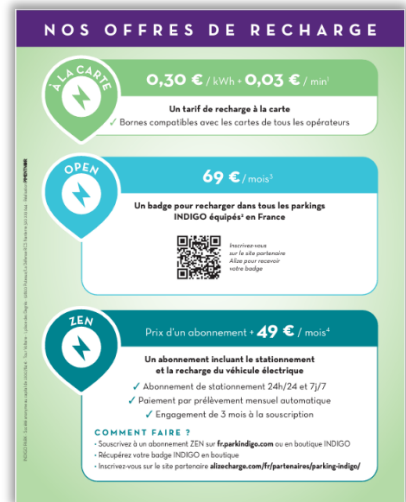 NOS OFFRES DE RECHARGE
À LA CARTE
0,30 € / kWh + 0,03 € / min¹
Un tarif de recharge à la carte
✓ Bornes compatibles avec les cartes de tous les opérateurs
OPEN
69 € / mois³
Un badge pour recharger dans tous les parkings
INDIGO équipés² en France
Inscrivez-vous
sur le site partenaire
Alize pour recevoir
votre badge
ZEN
Prix d'un abonnement + 49 € / mois⁴
Un abonnement incluant le stationnement
et la recharge du véhicule électrique
✓ Abonnement de stationnement 24h/24 et 7j/7
✓ Paiement par prélèvement mensuel automatique
✓ Engagement de 3 mois à la souscription
COMMENT FAIRE ?
• Souscrivez à un abonnement ZEN sur fr.parkindigo.com ou en boutique INDIGO
• Récupérez votre badge INDIGO en boutique
• Inscrivez-vous sur le site partenaire alizecharge.com/fr/partenaires/parking-indigo/